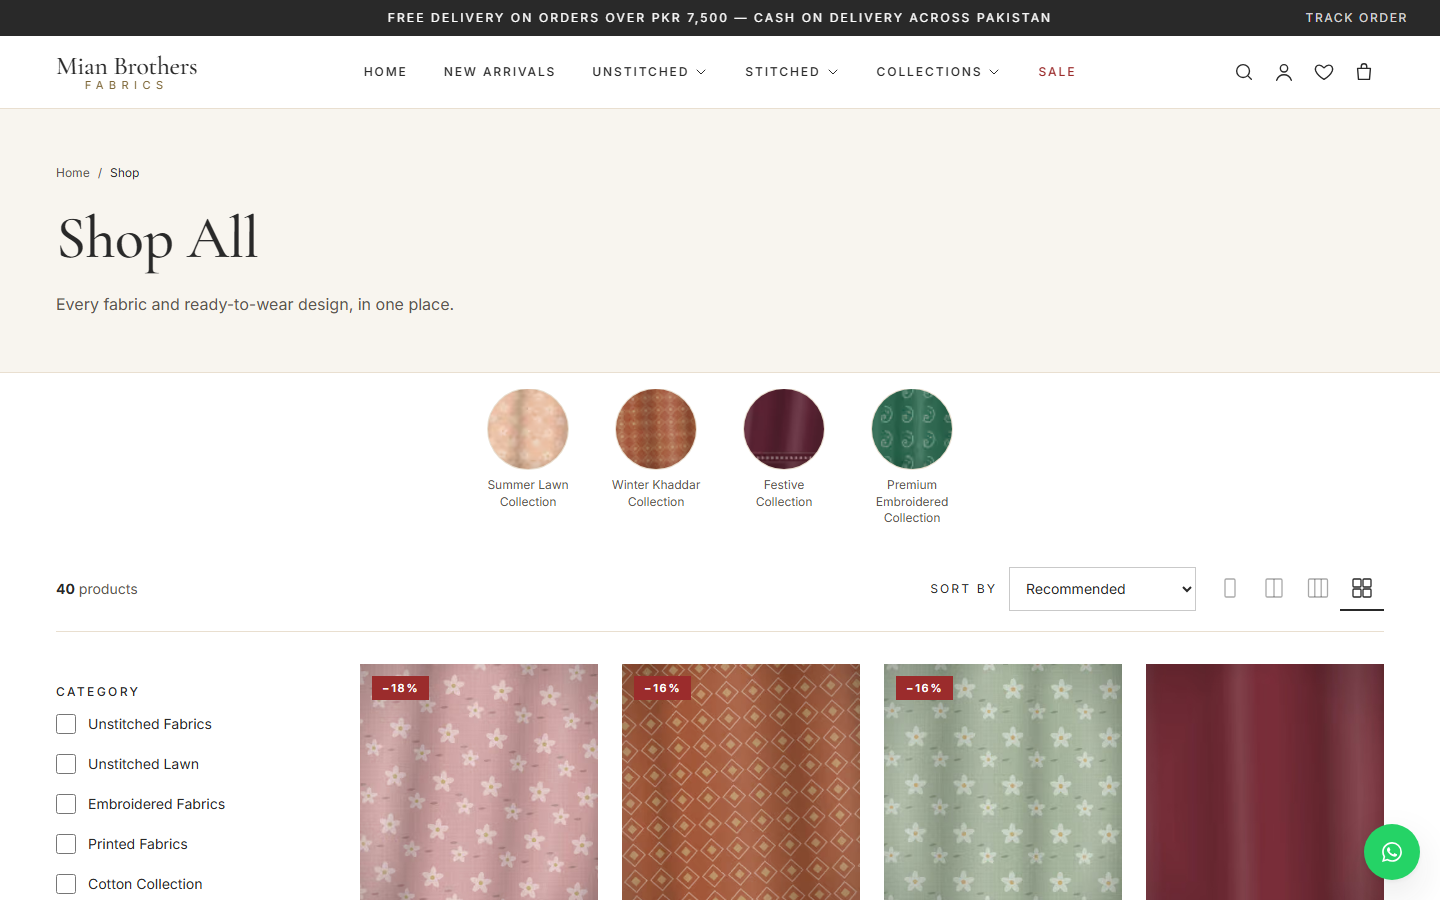 FREE DELIVERY ON ORDERS OVER PKR 7,500 — CASH ON DELIVERY ACROSS PAKISTAN
TRACK ORDER
Mian Brothers
FABRICS
HOME
NEW ARRIVALS
UNSTITCHED
STITCHED
COLLECTIONS
SALE
Home / Shop
Shop All
Every fabric and ready-to-wear design, in one place.
Summer Lawn
Collection
Winter Khaddar
Collection
Festive
Collection
Premium
Embroidered
Collection
40 products
SORT BY
Recommended
CATEGORY
Unstitched Fabrics
Unstitched Lawn
Embroidered Fabrics
Printed Fabrics
Cotton Collection
−18%
−16%
−16%